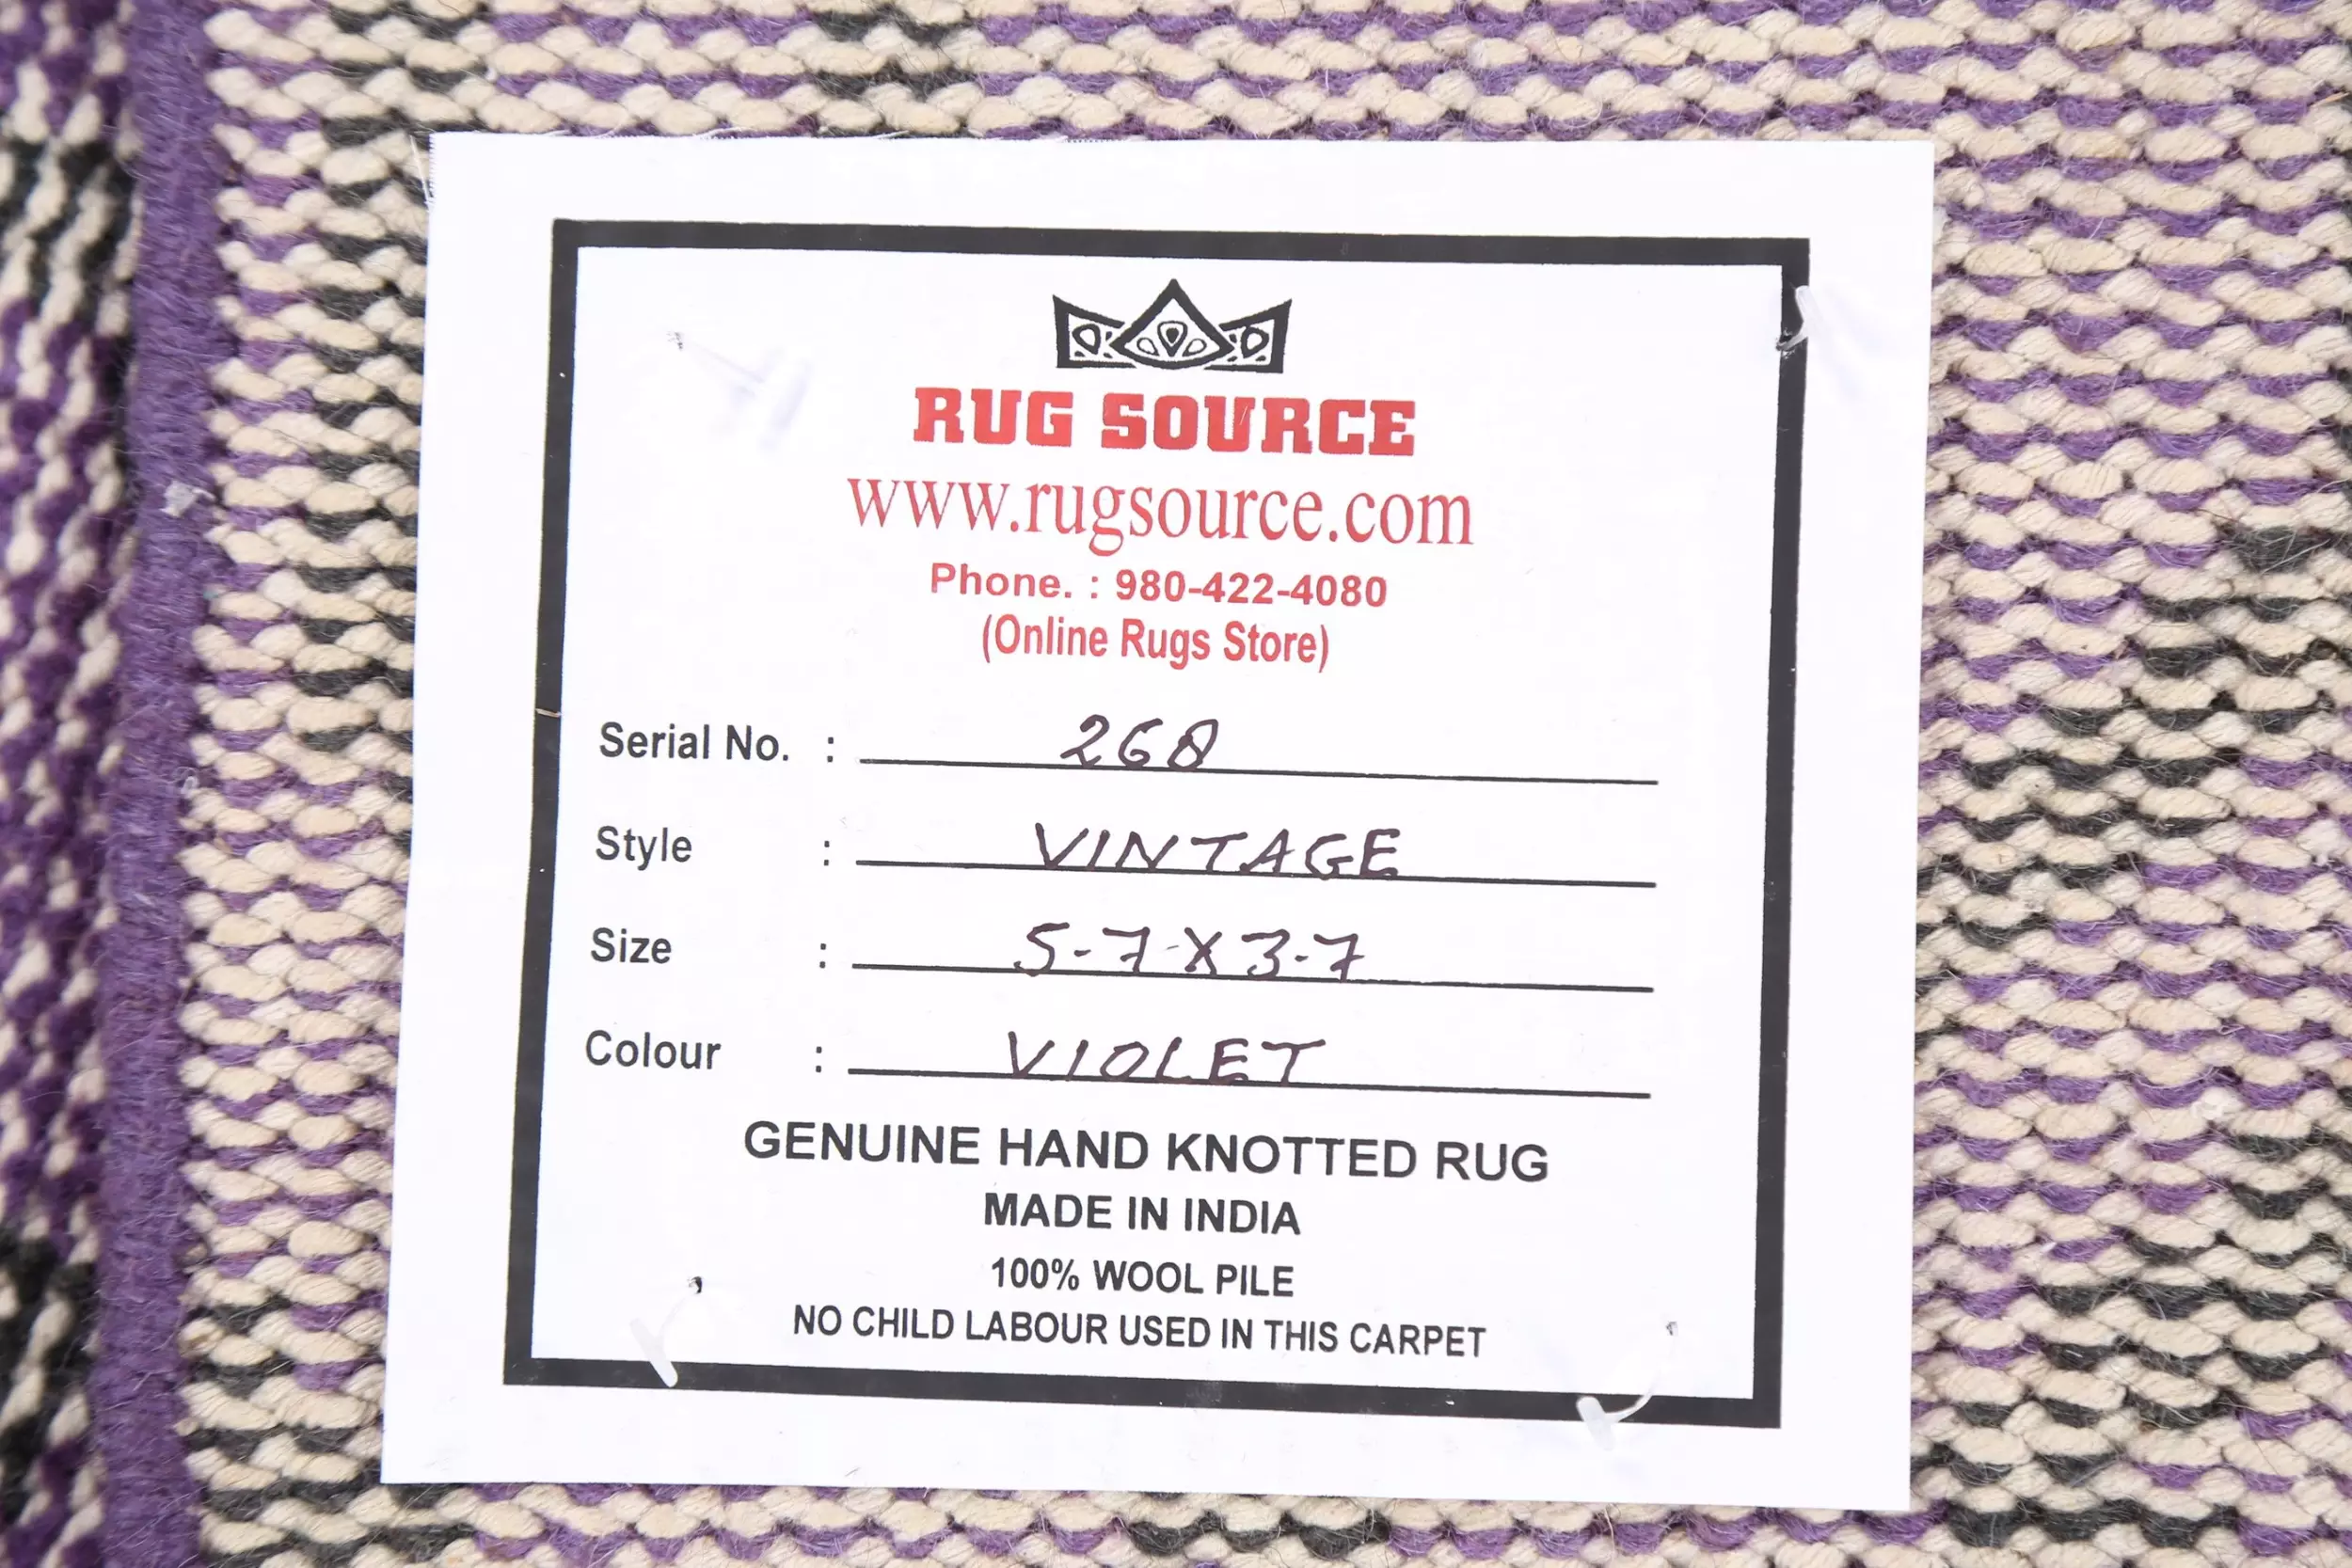 RUG SOURCE
www.rugsource.com
Phone. : 980-422-4080
(Online Rugs Store)
Serial No. : 268
Style : VINTAGE
Size : 5-7-X3-7
Colour : VIOLET
GENUINE HAND KNOTTED RUG
MADE IN INDIA
100% WOOL PILE
NO CHILD LABOUR USED IN THIS CARPET